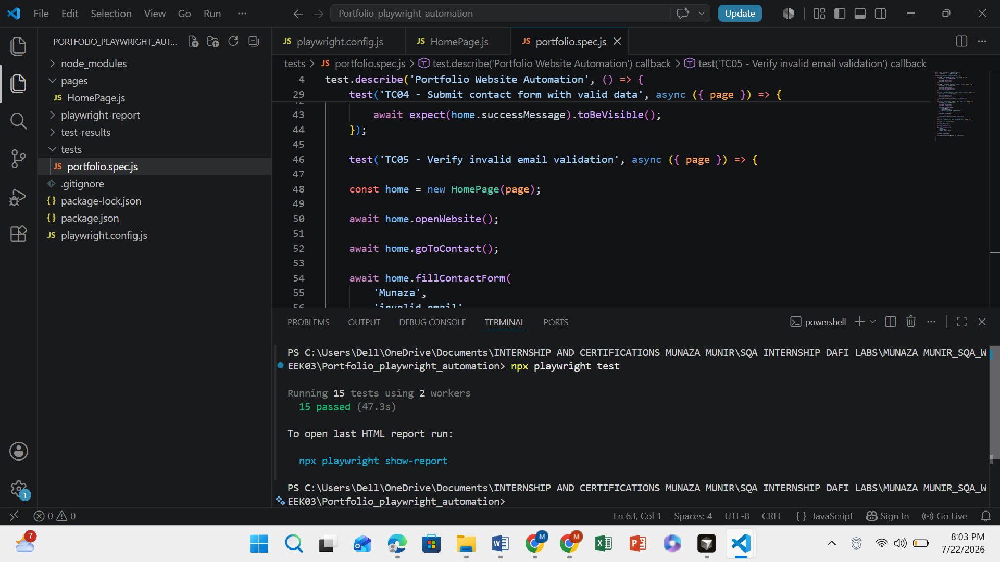 File Edit Selection View Go Run ···
Portfolio_playwright_automation
Update
PORTFOLIO_PLAYWRIGHT_AUT...
node_modules
pages
JS HomePage.js
playwright-report
test-results
tests
JS portfolio.spec.js
.gitignore
{} package-lock.json
{} package.json
JS playwright.config.js
1
JS playwright.config.js
JS HomePage.js
JS portfolio.spec.js
tests > JS portfolio.spec.js > test.describe('Portfolio Website Automation') callback > test('TC05 - Verify invalid email validation') callback
4 test.describe('Portfolio Website Automation', () => {
29 test('TC04 - Submit contact form with valid data', async ({ page }) => {
43 await expect(home.successMessage).toBeVisible();
44 });
45
46 test('TC05 - Verify invalid email validation', async ({ page }) => {
47
48 const home = new HomePage(page);
49
50 await home.openWebsite();
51
52 await home.goToContact();
53
54 await home.fillContactForm(
55 'Munaza',
56 'invalid email'
PROBLEMS OUTPUT DEBUG CONSOLE TERMINAL PORTS
powershell
PS C:\Users\Dell\OneDrive\Documents\INTERNSHIP AND CERTIFICATIONS MUNAZA MUNIR\SQA INTERNSHIP DAFI LABS\MUNAZA MUNIR_SQA_W
EEK03\Portfolio_playwright_automation> npx playwright test
Running 15 tests using 2 workers
15 passed (47.3s)
To open last HTML report run:
npx playwright show-report
PS C:\Users\Dell\OneDrive\Documents\INTERNSHIP AND CERTIFICATIONS MUNAZA MUNIR\SQA INTERNSHIP DAFI LABS\MUNAZA MUNIR_SQA_W
EEK03\Portfolio_playwright_automation>
0 0
Ln 63, Col 1 Spaces: 4 UTF-8 CRLF {} JavaScript Sign In Go Live
7
M
M
8:03 PM
7/22/2026